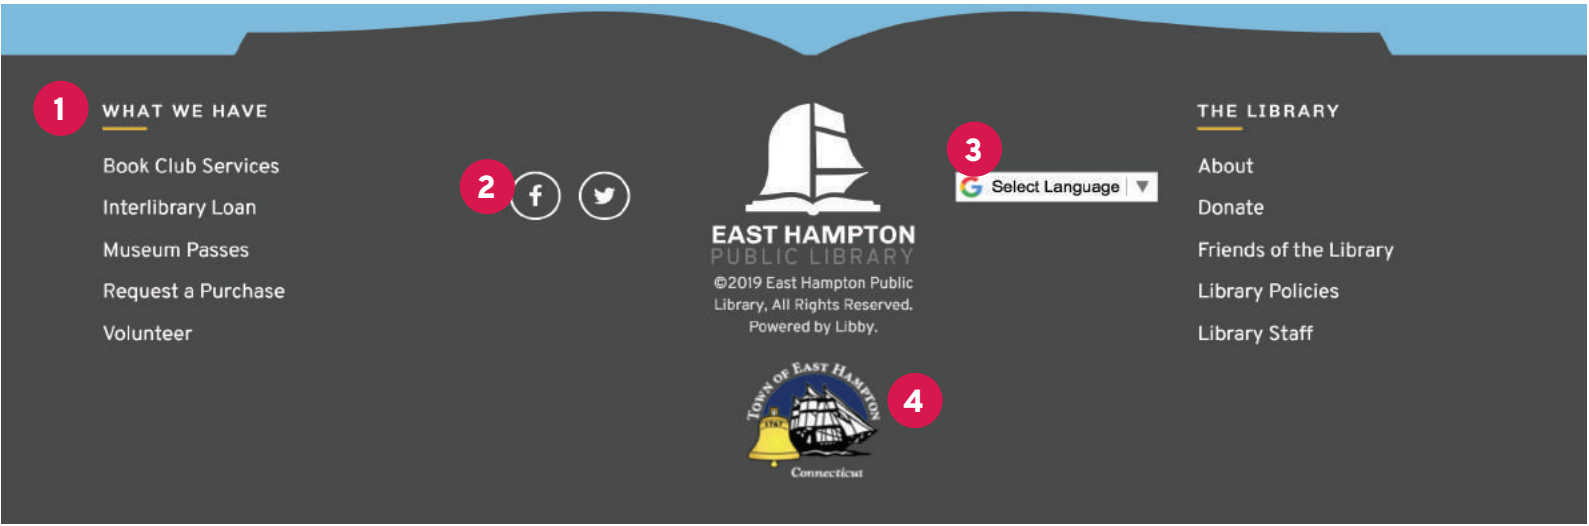 1
WHAT WE HAVE
Book Club Services
Interlibrary Loan
Museum Passes
Request a Purchase
Volunteer
2
f
EAST HAMPTON
PUBLIC LIBRARY
©2019 East Hampton Public
Library, All Rights Reserved.
Powered by Libby.
TOWN OF EAST HAMPTON
1767
Connecticut
4
3
G Select Language ▼
THE LIBRARY
About
Donate
Friends of the Library
Library Policies
Library Staff